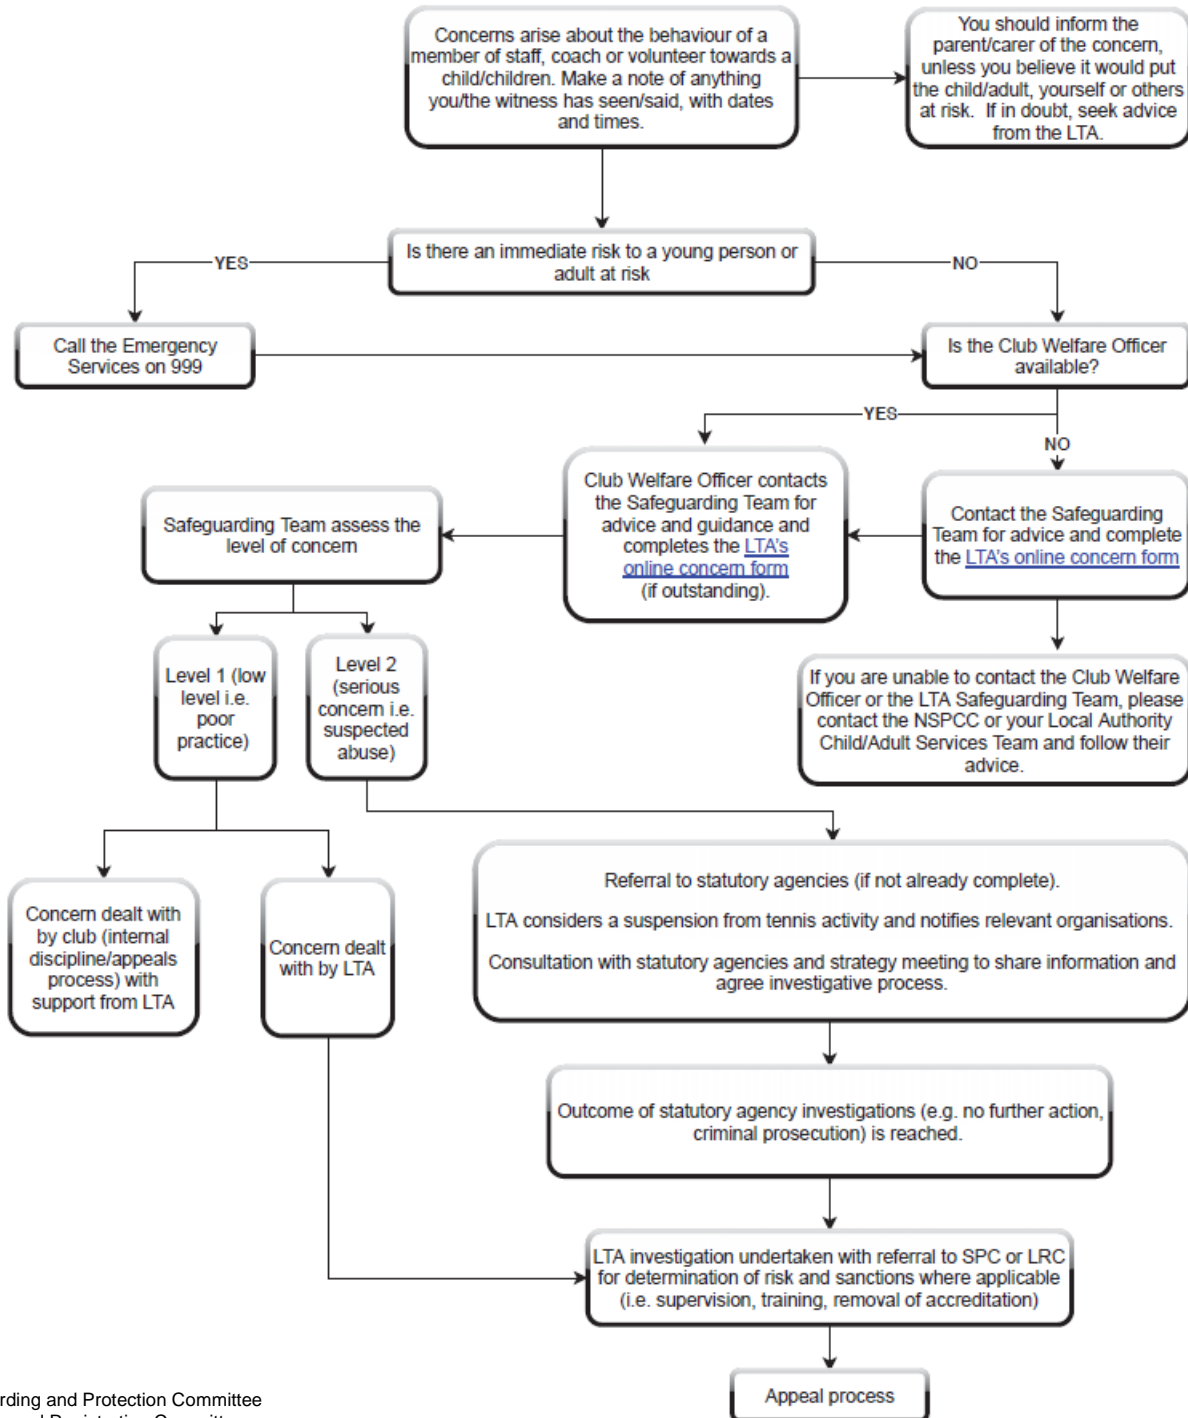 Concerns arise about the behaviour of a
member of staff, coach or volunteer towards a
child/children. Make a note of anything
you/the witness has seen/said, with dates
and times.
You should inform the
parent/carer of the concern,
unless you believe it would put
the child/adult, yourself or others
at risk. If in doubt, seek advice
from the LTA.
Is there an immediate risk to a young person or
adult at risk
YES
NO
Call the Emergency
Services on 999
Is the Club Welfare Officer
available?
YES
NO
Club Welfare Officer contacts
the Safeguarding Team for
advice and guidance and
completes the LTA's
online concern form
(if outstanding).
Contact the Safeguarding
Team for advice and complete
the LTA's online concern form
Safeguarding Team assess the
level of concern
Level 1 (low
level i.e.
poor
practice)
Level 2
(serious
concern i.e.
suspected
abuse)
If you are unable to contact the Club Welfare
Officer or the LTA Safeguarding Team, please
contact the NSPCC or your Local Authority
Child/Adult Services Team and follow their
advice.
Concern dealt with
by club (internal
discipline/appeals
process) with
support from LTA
Concern dealt
with by LTA
Referral to statutory agencies (if not already complete).
LTA considers a suspension from tennis activity and notifies relevant organisations.
Consultation with statutory agencies and strategy meeting to share information and
agree investigative process.
Outcome of statutory agency investigations (e.g. no further action,
criminal prosecution) is reached.
LTA investigation undertaken with referral to SPC or LRC
for determination of risk and sanctions where applicable
(i.e. supervision, training, removal of accreditation)
Appeal process
and Protection Committee